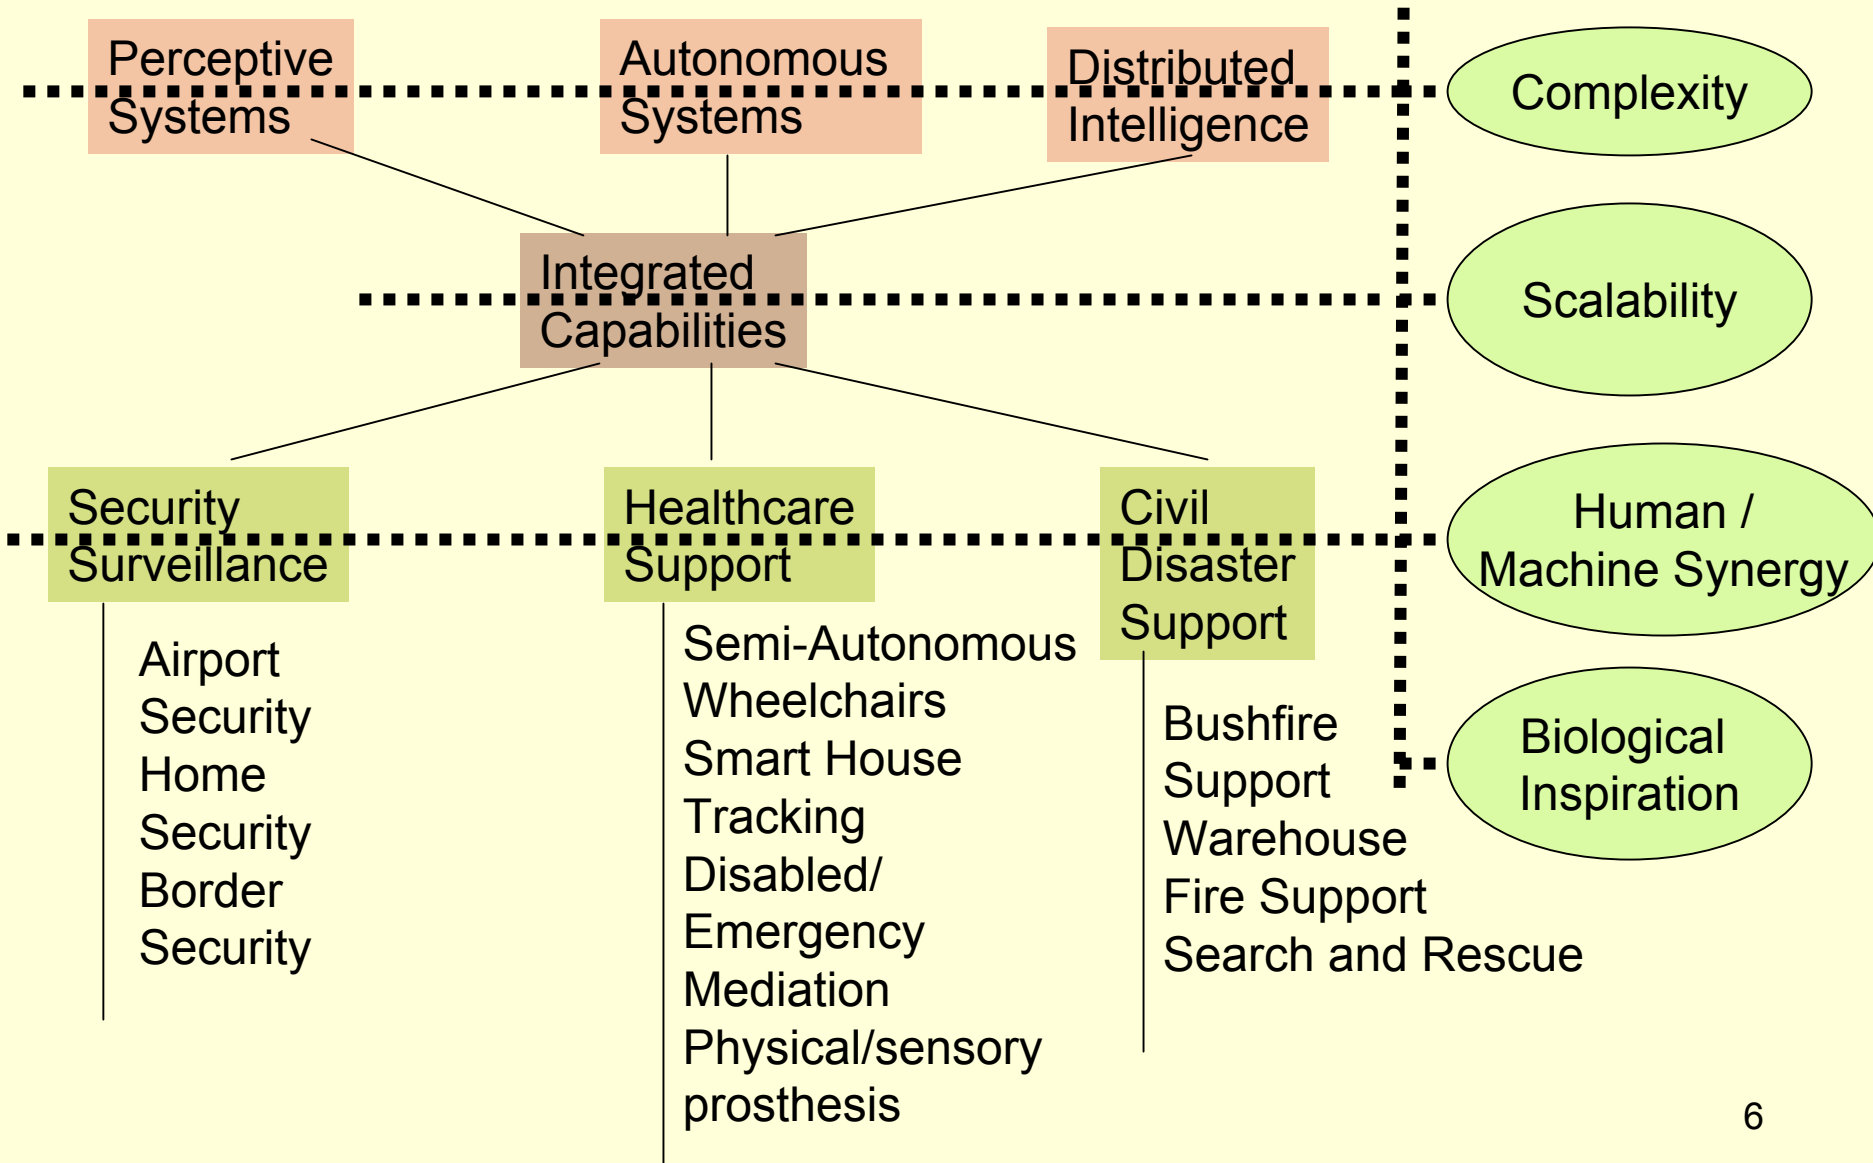 Perceptive
Systems
Autonomous
Systems
Distributed
Intelligence
Complexity
Integrated
Capabilities
Scalability
Security
Surveillance
Healthcare
Support
Civil
Disaster
Support
Human /
Machine Synergy
Airport
Security
Home
Security
Border
Security
Semi-Autonomous
Wheelchairs
Smart House
Tracking
Disabled/
Emergency
Mediation
Physical/sensory
prosthesis
Bushfire
Support
Warehouse
Fire Support
Search and Rescue
Biological
Inspiration
6